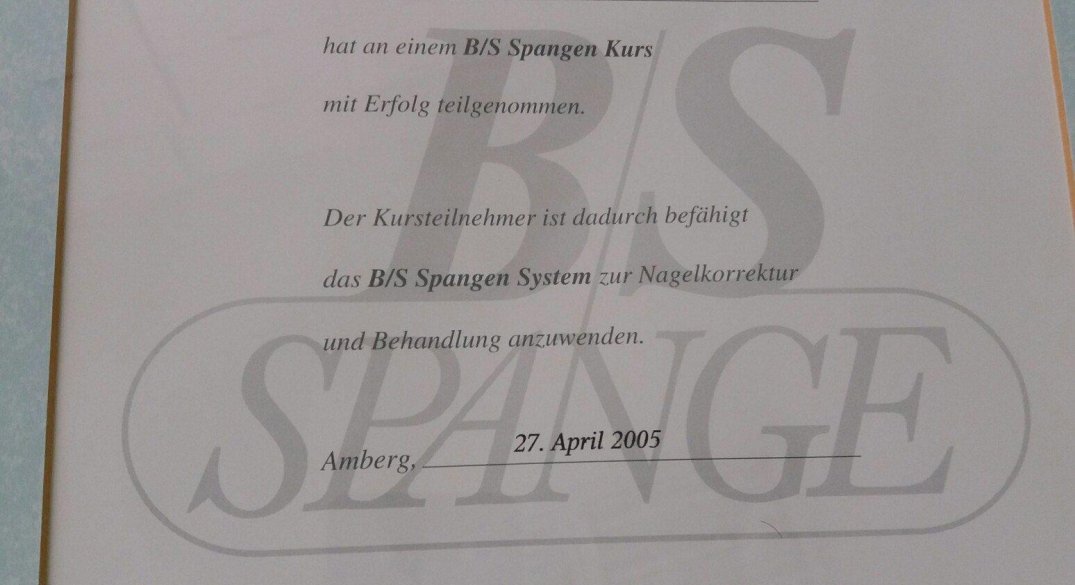 hat an einem B/S Spangen Kurs
mit Erfolg teilgenommen.
Der Kursteilnehmer ist dadurch befähigt
das B/S Spangen System zur Nagelkorrektur
und Behandlung anzuwenden.
Amberg, 27. April 2005
B/S
SPANGE